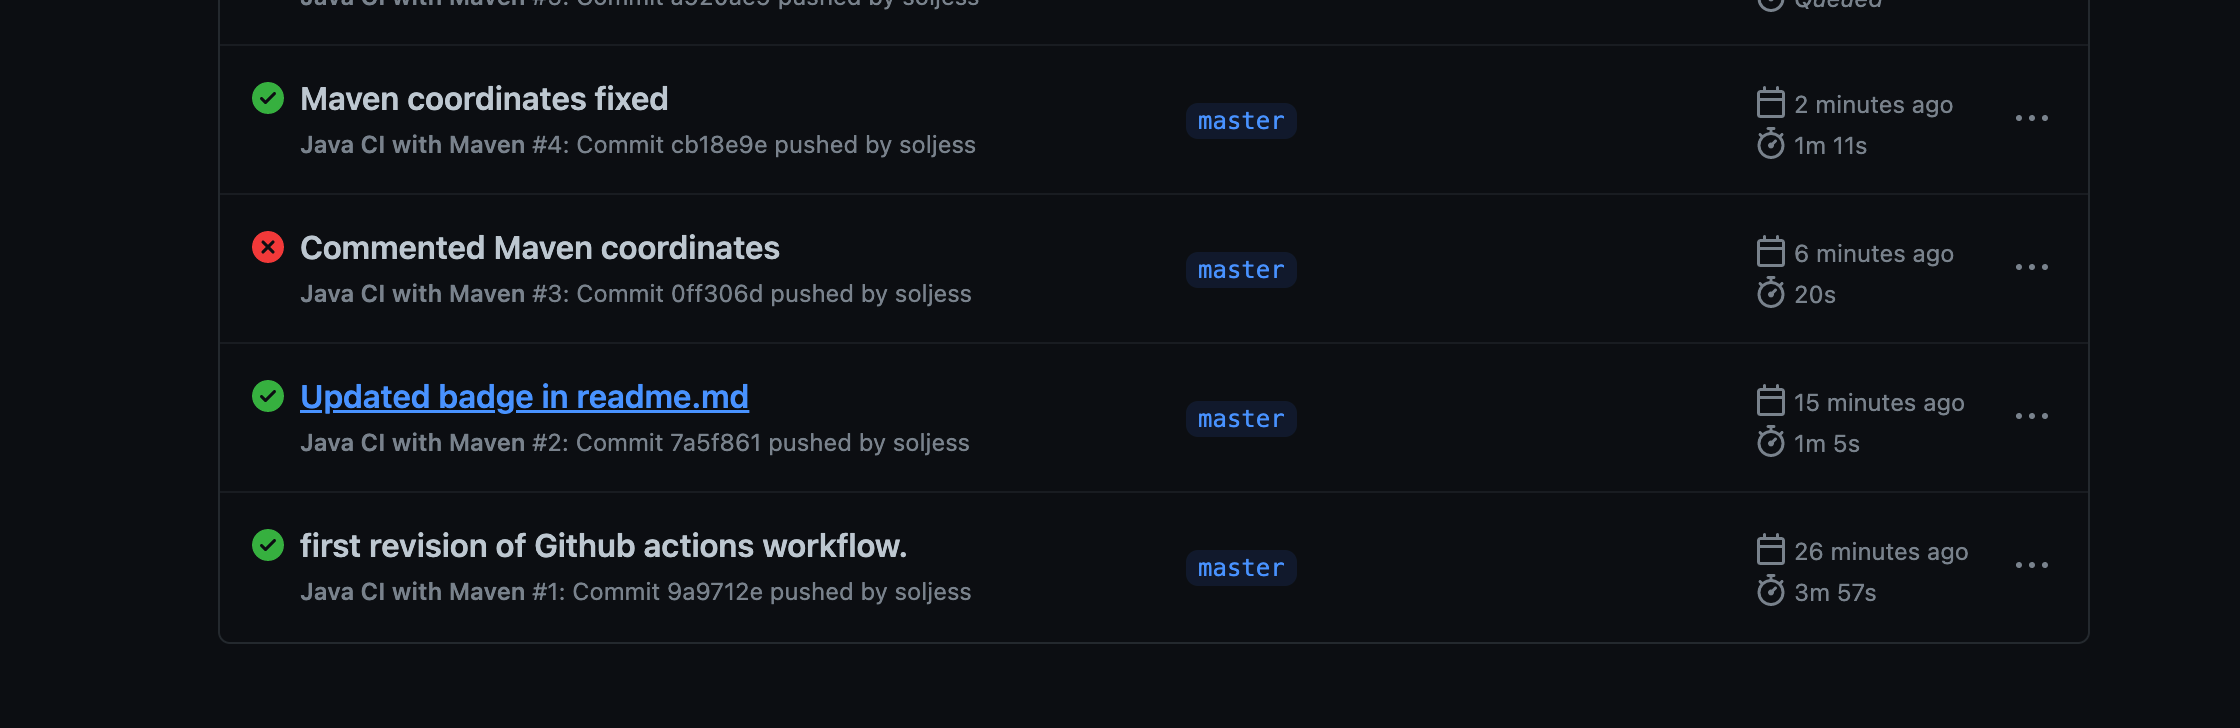 Java CI with Maven #5: Commit pushed by soljess
Queued
Maven coordinates fixed
Java CI with Maven #4: Commit cb18e9e pushed by soljess
master
2 minutes ago
1m 11s
Commented Maven coordinates
Java CI with Maven #3: Commit 0ff306d pushed by soljess
master
6 minutes ago
20s
Updated badge in readme.md
Java CI with Maven #2: Commit 7a5f861 pushed by soljess
master
15 minutes ago
1m 5s
first revision of Github actions workflow.
Java CI with Maven #1: Commit 9a9712e pushed by soljess
master
26 minutes ago
3m 57s